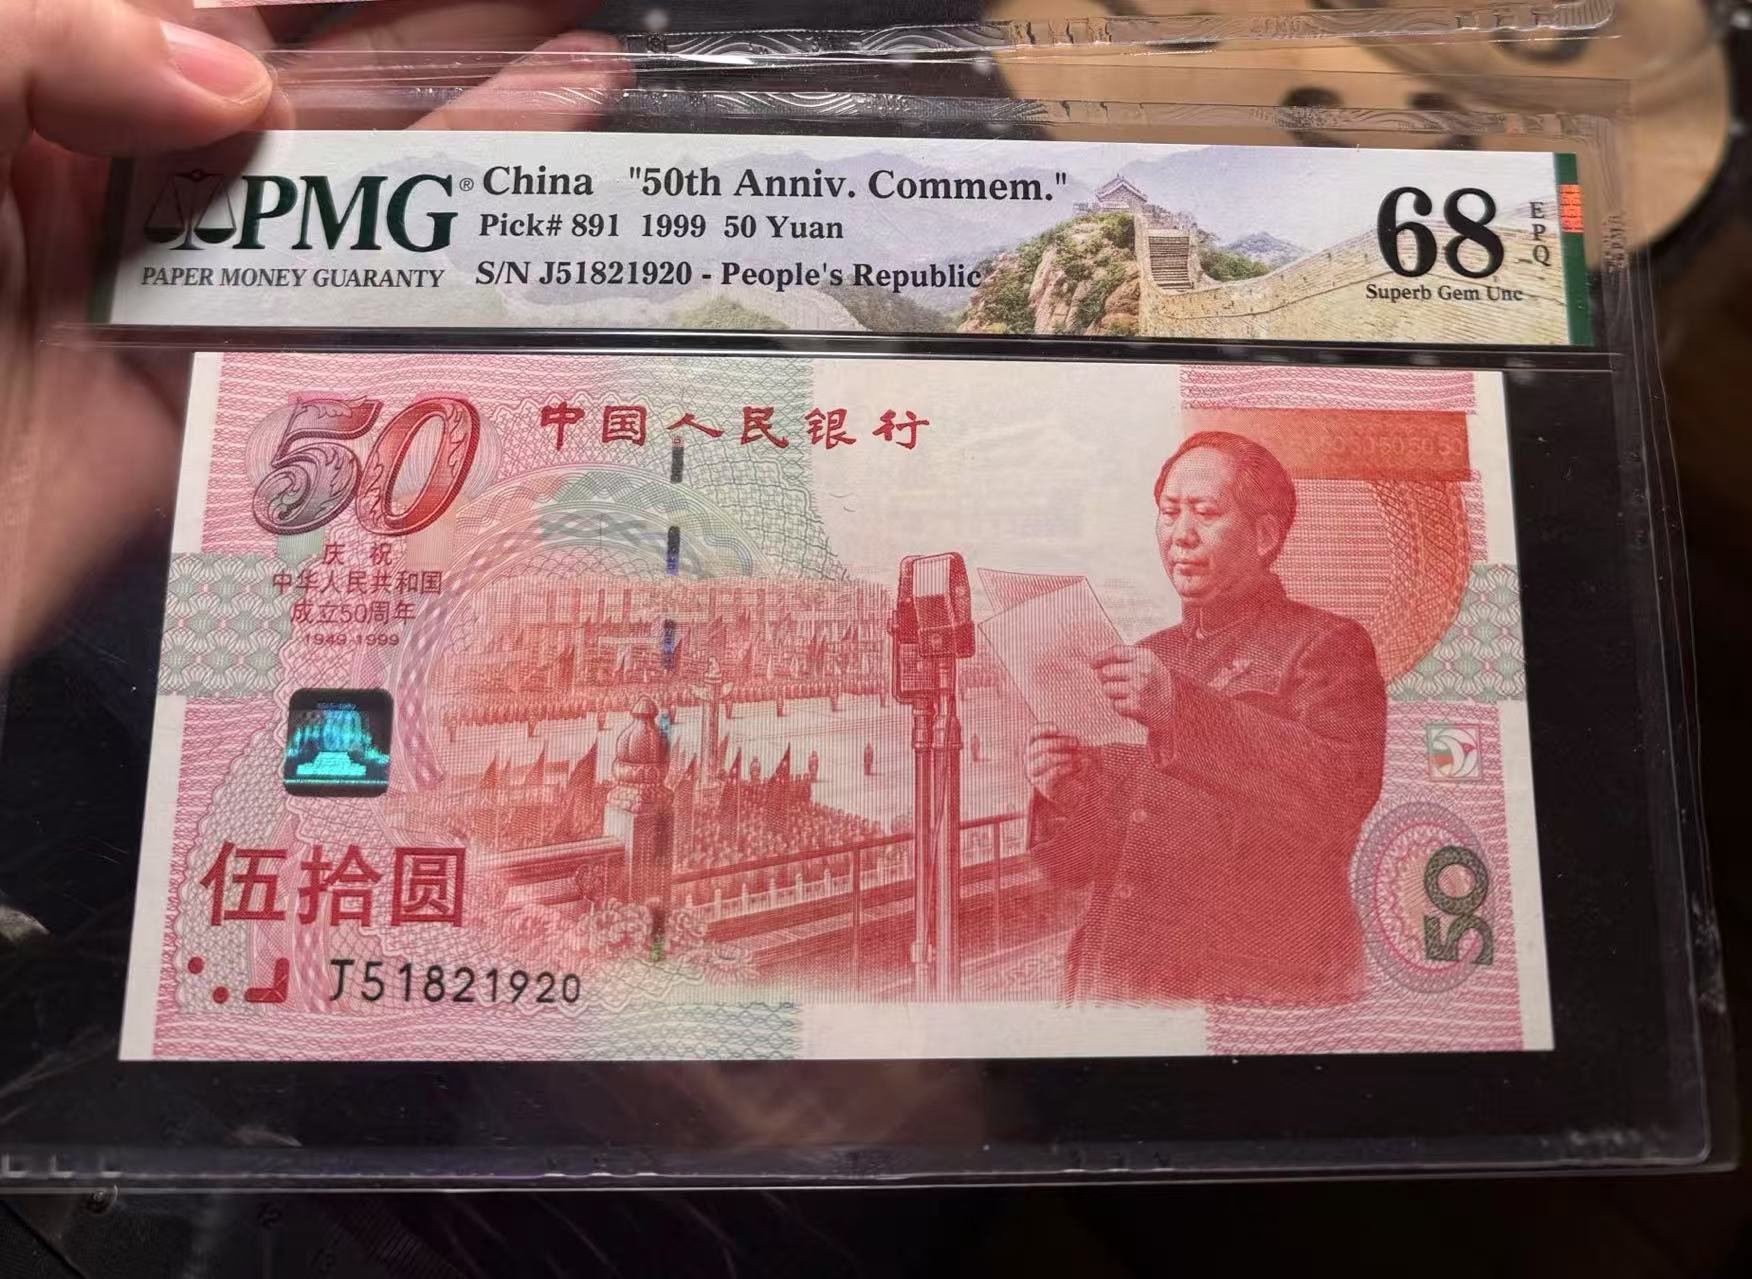 PMG® China "50th Anniv. Commem."
Pick# 891 1999 50 Yuan
PAPER MONEY GUARANTY
S/N J51821920 - People's Republic
68
EPQ
Superb Gem Unc
50
中国人民银行
庆祝
中华人民共和国
成立50周年
1949-1999
伍拾圆
J51821920
50